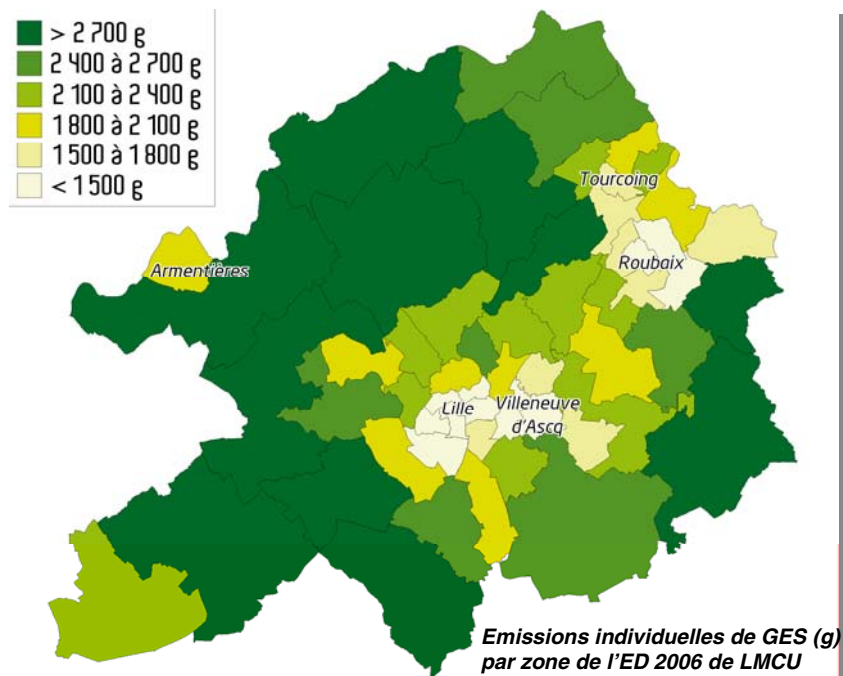 > 2 700 g
2 400 à 2 700 g
2 100 à 2 400 g
1 800 à 2 100 g
1 500 à 1 800 g
< 1 500 g
Tourcoing
Armentières
Roubaix
Lille
Villeneuve
d'Ascq
Emissions individuelles de GES (g)
par zone de l'ED 2006 de LMCU